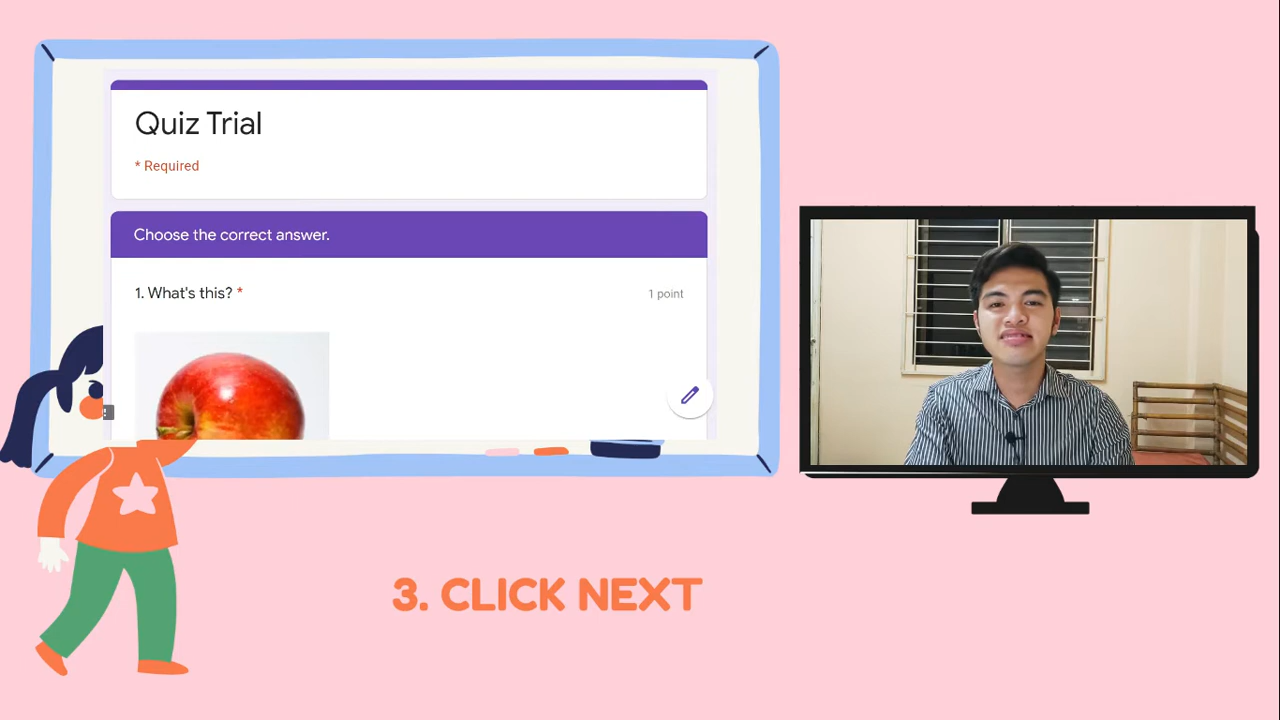 Quiz Trial
* Required
Choose the correct answer.
1. What's this? *
1 point
3. CLICK NEXT